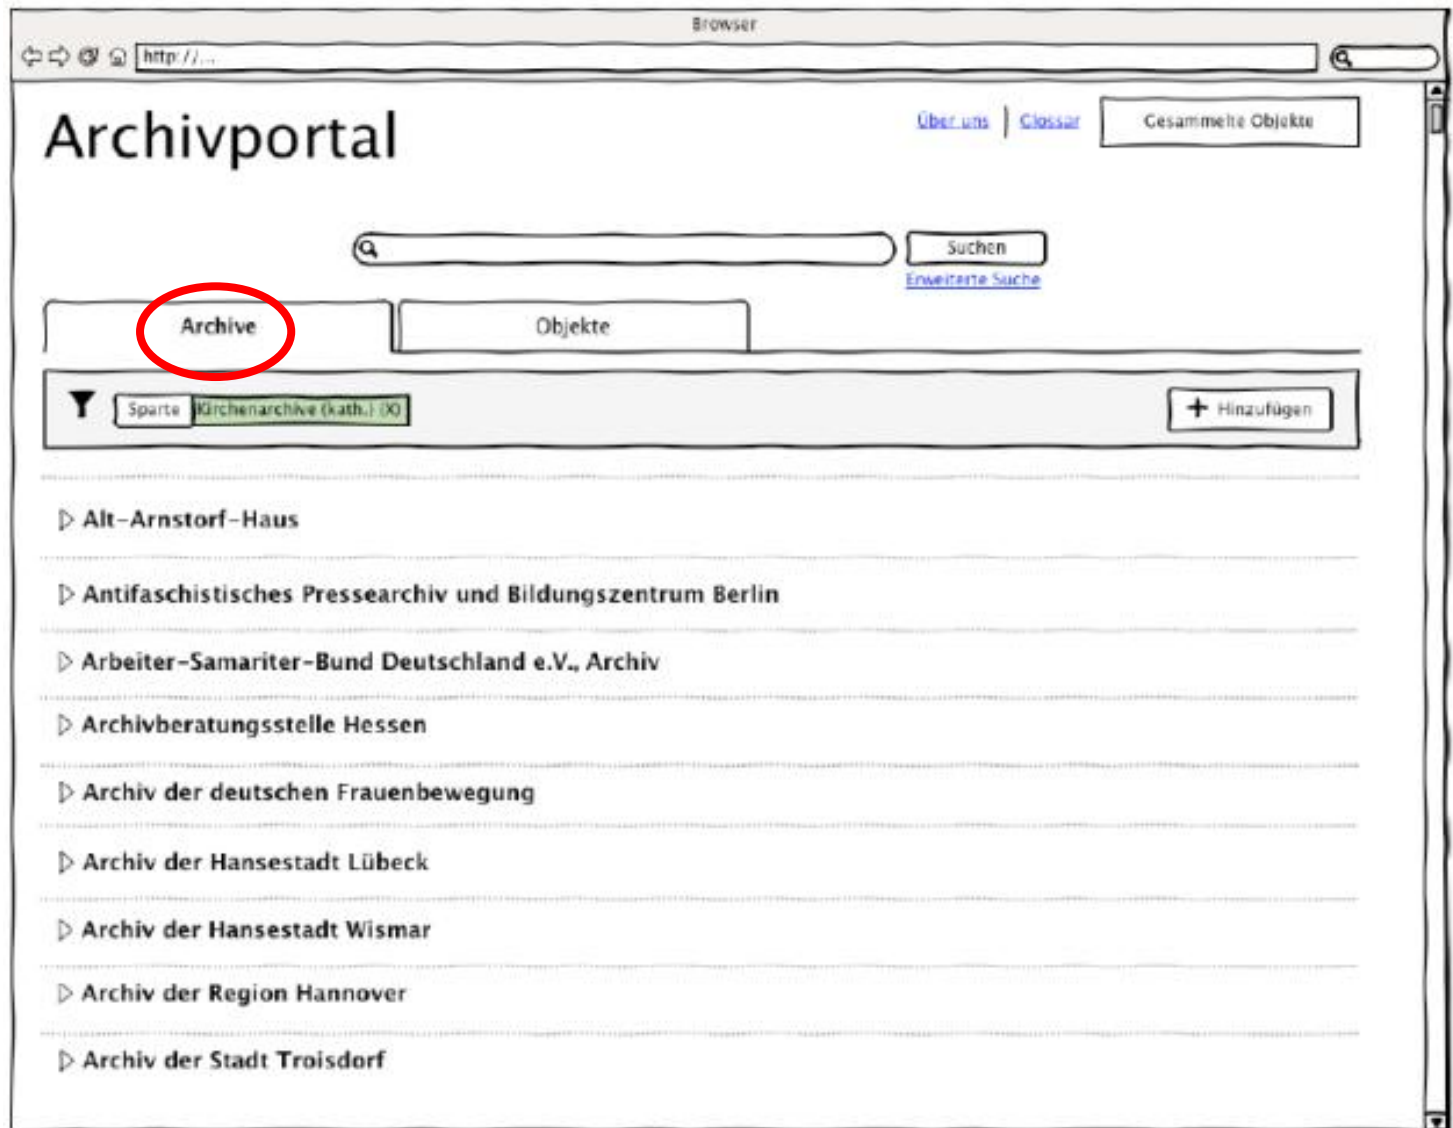 Browser
http://...
Archivportal
Über uns | Glossar
Gesammelte Objekte
Suchen
Erweiterte Suche
Archive
Objekte
Sparte Kirchenarchive (kath.) (X)
+ Hinzufügen
Alt-Arnstorf-Haus
Antifaschistisches Pressearchiv und Bildungszentrum Berlin
Arbeiter-Samariter-Bund Deutschland e.V., Archiv
Archivberatungsstelle Hessen
Archiv der deutschen Frauenbewegung
Archiv der Hansestadt Lübeck
Archiv der Hansestadt Wismar
Archiv der Region Hannover
Archiv der Stadt Troisdorf